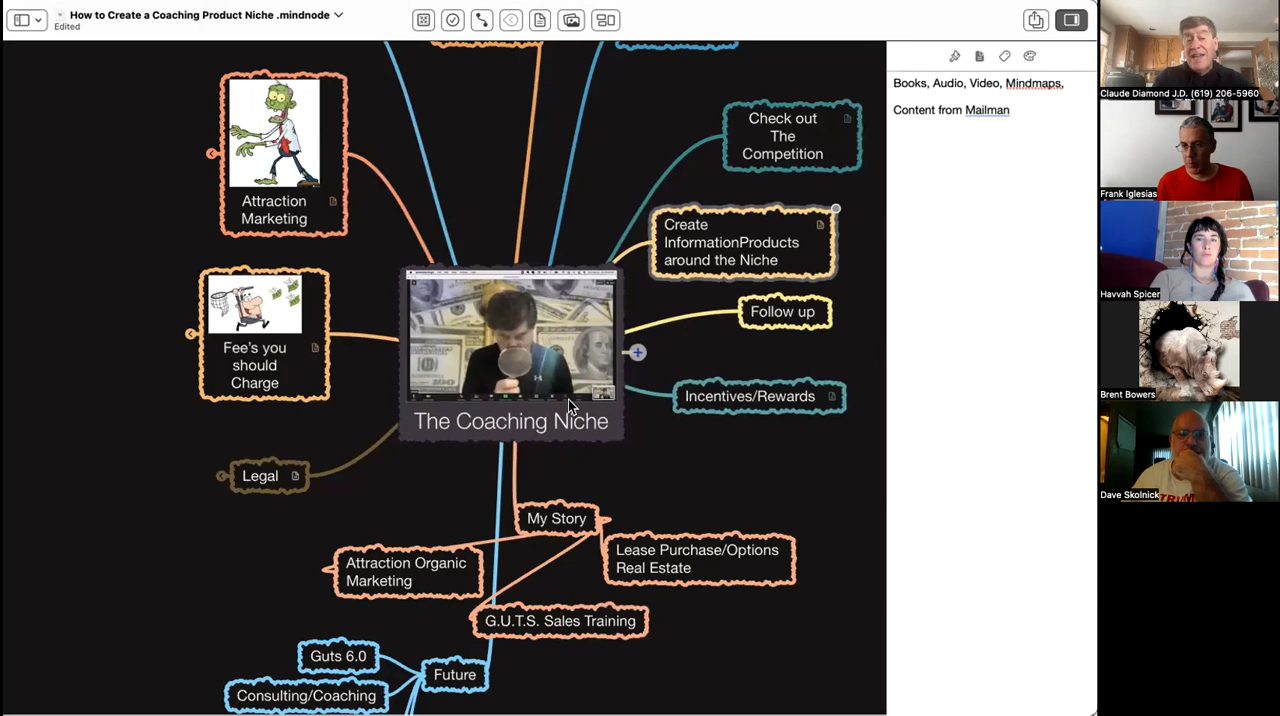 How to Create a Coaching Product Niche .mindnode
Edited
Books, Audio, Video, Mindmaps,
Content from Mailman
Attraction
Marketing
Check out
The
Competition
Create
InformationProducts
around the Niche
Follow up
Fee's you
should
Charge
Incentives/Rewards
The Coaching Niche
Legal
My Story
Attraction Organic
Marketing
Lease Purchase/Options
Real Estate
G.U.T.S. Sales Training
Guts 6.0
Future
Consulting/Coaching
Claude Diamond J.D. (619) 206-5960
Frank Iglesias
Havvah Spicer
Brent Bowers
Dave Skolnick